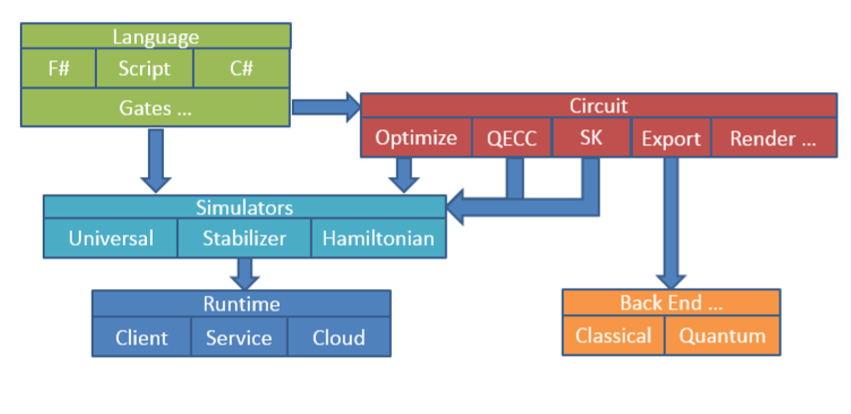 Language
F# Script C#
Gates ...
Circuit
Optimize QECC SK Export Render ...
Simulators
Universal Stabilizer Hamiltonian
Runtime
Client Service Cloud
Back End ...
Classical Quantum